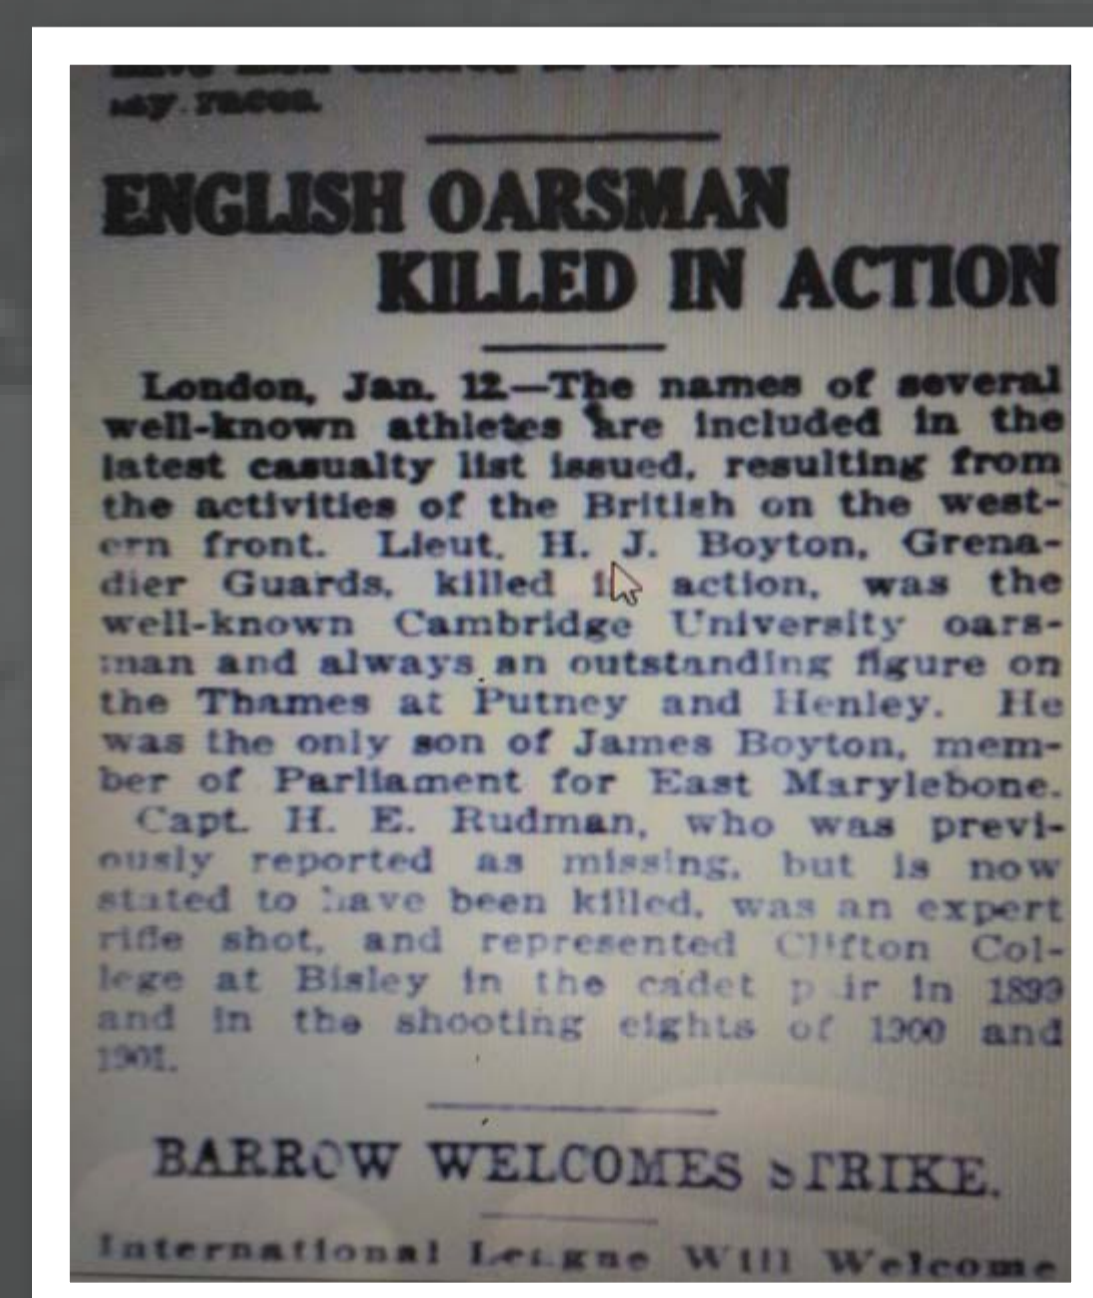 my races.
ENGLISH OARSMAN
KILLED IN ACTION
London, Jan. 12.—The names of several
well-known athletes are included in the
latest casualty list issued, resulting from
the activities of the British on the west-
ern front. Lieut. H. J. Boyton, Grena-
dier Guards, killed in action, was the
well-known Cambridge University oars-
man and always an outstanding figure on
the Thames at Putney and Henley. He
was the only son of James Boyton, mem-
ber of Parliament for East Marylebone.
Capt. H. E. Rudman, who was previ-
ously reported as missing, but is now
stated to have been killed, was an expert
rifle shot, and represented Clifton Col-
lege at Bisley in the cadet pair in 1899
and in the shooting eights of 1900 and
1901.
BARROW WELCOMES STRIKE.
International League Will Welcome